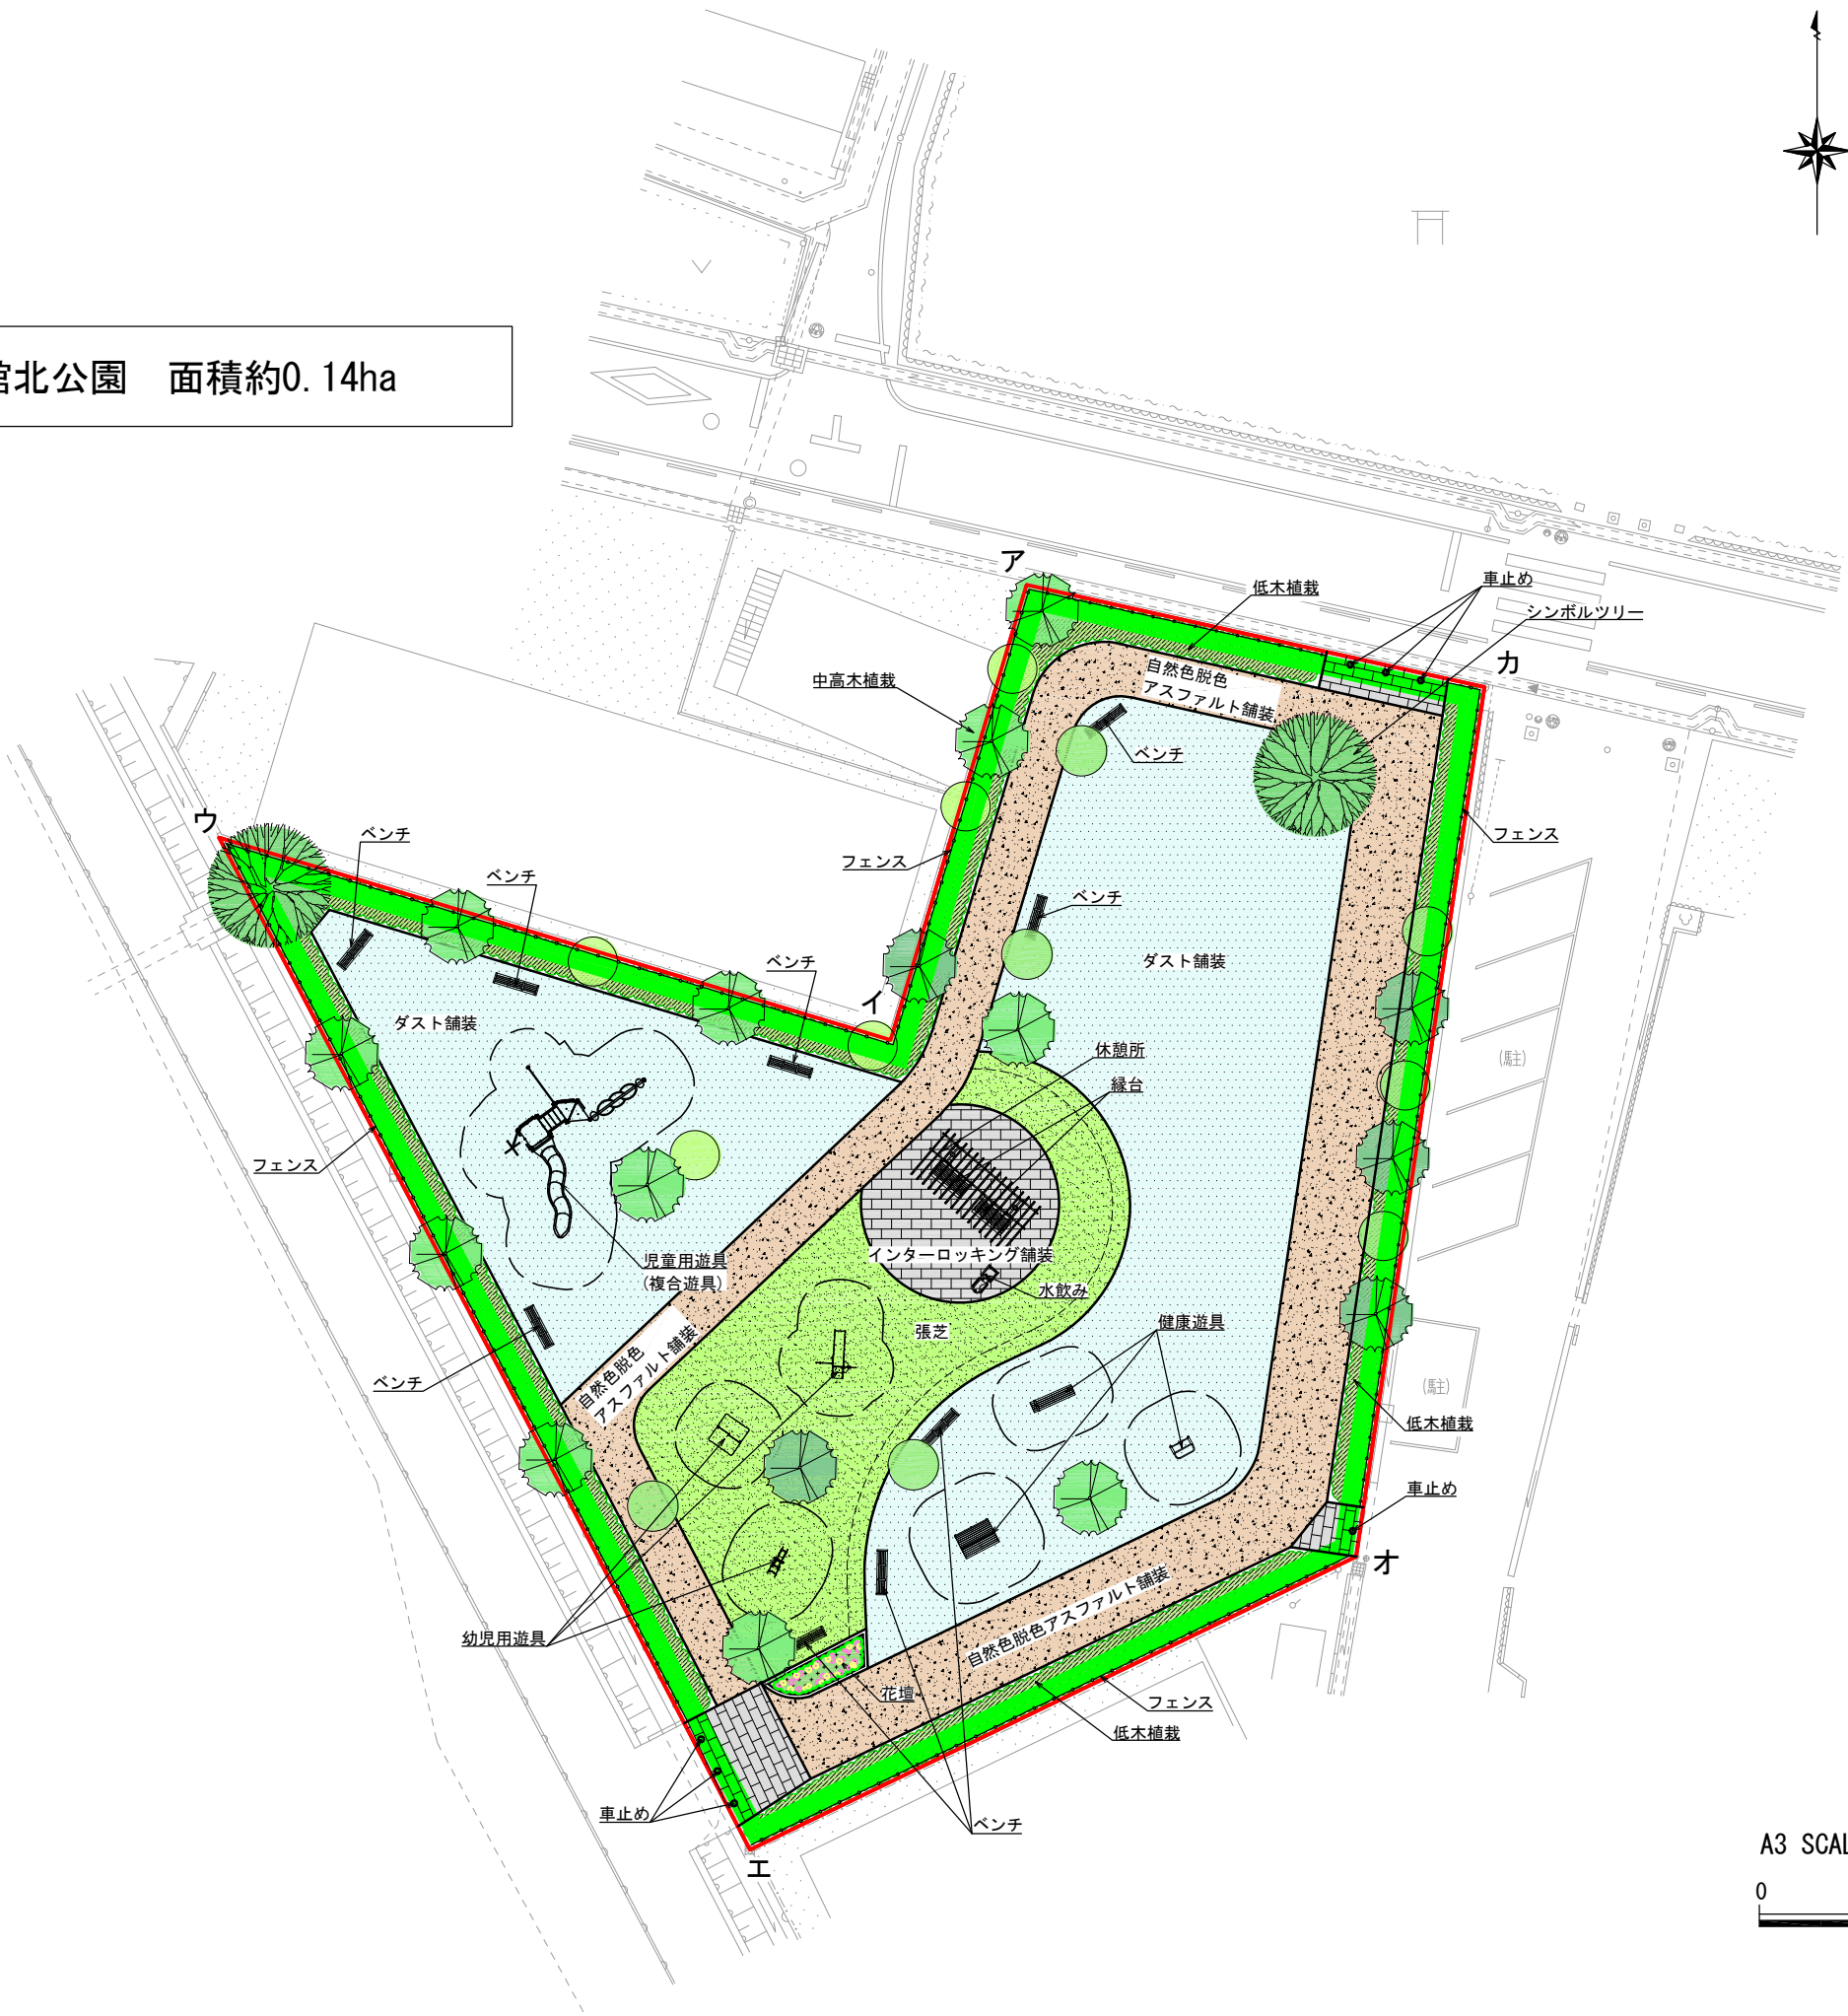 館北公園　面積約0.14ha
ア
低木植栽
車止め
シンボルツリー
カ
自然色脱色
アスファルト舗装
中高木植栽
ベンチ
ウ
ベンチ
フェンス
ベンチ
フェンス
ベンチ
ダスト舗装
ベンチ
イ
ダスト舗装
休憩所
(駐)
縁台
フェンス
インターロッキング舗装
児童用遊具
(複合遊具)
水飲み
健康遊具
張芝
自然色脱色
アスファルト舗装
ベンチ
(駐)
低木植栽
車止め
オ
自然色脱色アスファルト舗装
幼児用遊具
花壇
フェンス
低木植栽
車止め
ベンチ
エ
A3 SCAL
0